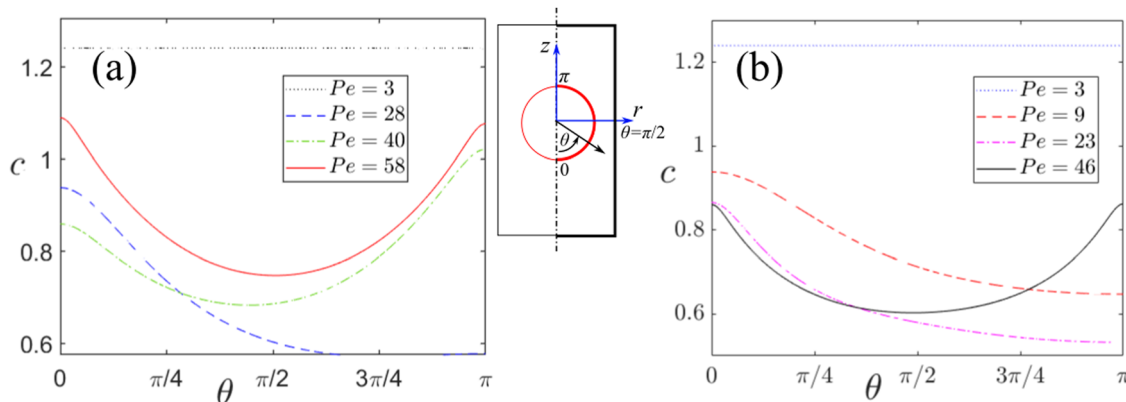 (a)
1.2
1
c
0.8
0.6
0
π/4
π/2
3π/4
π
θ
Pe = 3
Pe = 28
Pe = 40
Pe = 58
z
π
r
θ=π/2
θ
0
(b)
1.2
1
c
0.8
0.6
0
π/4
π/2
3π/4
π
θ
Pe = 3
Pe = 9
Pe = 23
Pe = 46